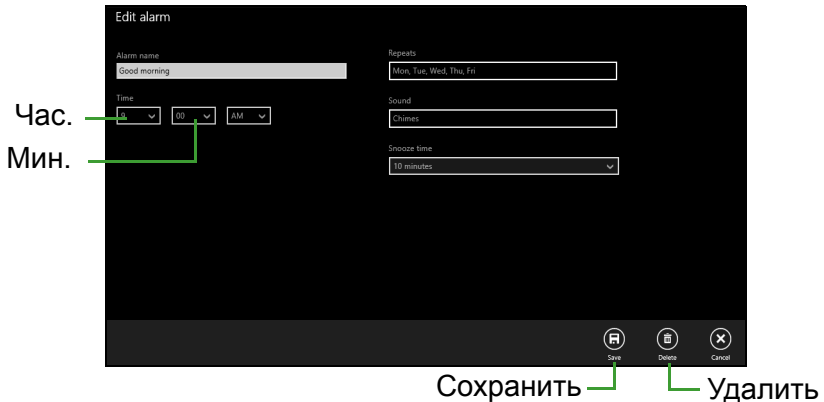 Edit alarm
Alarm name
Good morning
Time
9 00 AM
Repeats
Mon, Tue, Wed, Thu, Fri
Sound
Chimes
Snooze time
10 minutes
Час.
Мин.
Save Delete Cancel
Сохранить Удалить